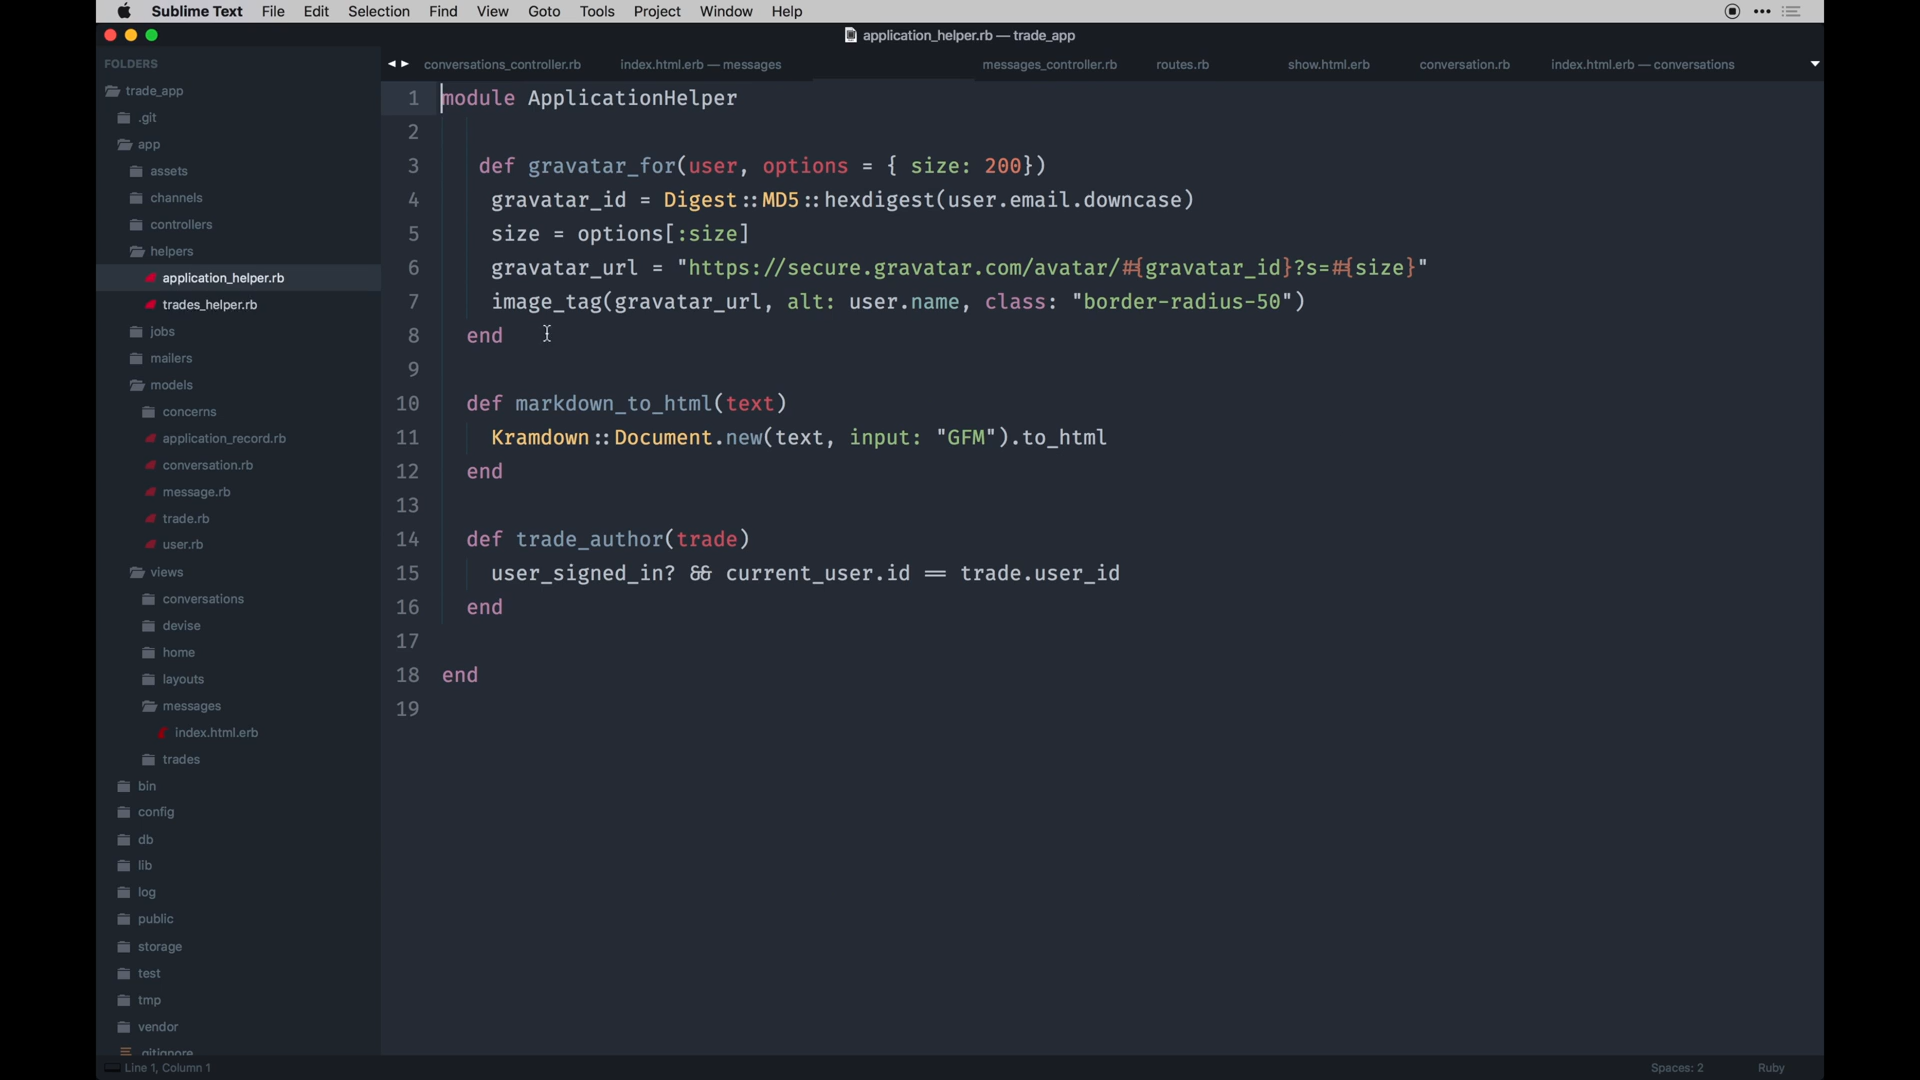 Sublime Text File Edit Selection Find View Goto Tools Project Window Help
application_helper.rb — trade_app
FOLDERS
trade_app
.git
app
assets
channels
controllers
helpers
application_helper.rb
trades_helper.rb
jobs
mailers
models
concerns
application_record.rb
conversation.rb
message.rb
trade.rb
user.rb
views
conversations
devise
home
layouts
messages
index.html.erb
trades
bin
config
db
lib
log
public
storage
test
tmp
vendor
.gitignore
conversations_controller.rb index.html.erb — messages messages_controller.rb routes.rb show.html.erb conversation.rb index.html.erb — conversations
1 module ApplicationHelper
2
3 def gravatar_for(user, options = { size: 200})
4 gravatar_id = Digest::MD5::hexdigest(user.email.downcase)
5 size = options[:size]
6 gravatar_url = "https://secure.gravatar.com/avatar/#{gravatar_id}?s=#{size}"
7 image_tag(gravatar_url, alt: user.name, class: "border-radius-50")
8 end
9
10 def markdown_to_html(text)
11 Kramdown::Document.new(text, input: "GFM").to_html
12 end
13
14 def trade_author(trade)
15 user_signed_in? && current_user.id == trade.user_id
16 end
17
18 end
19
Line 1, Column 1 Spaces: 2 Ruby